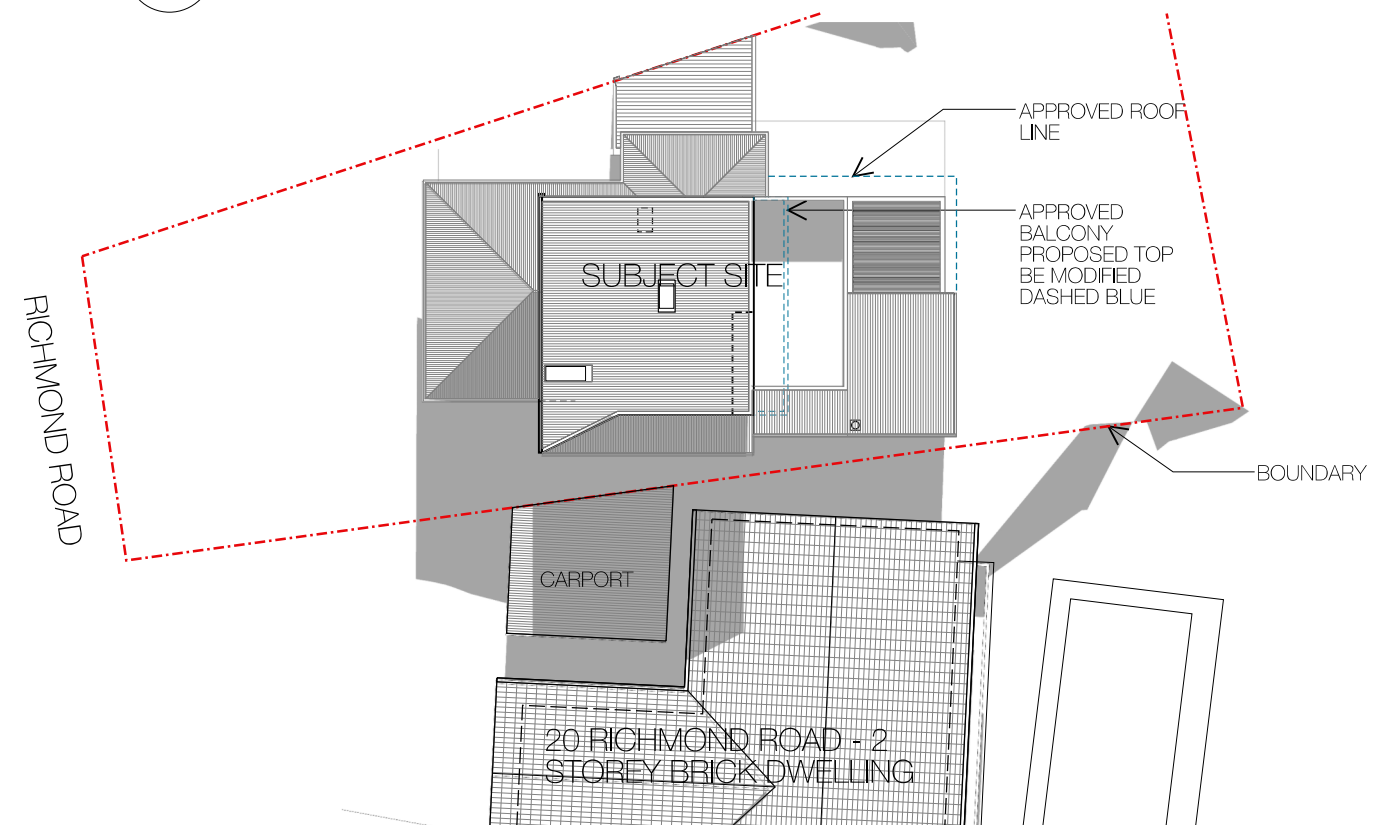 APPROVED ROOF
LINE
APPROVED
BALCONY
PROPOSED TOP
BE MODIFIED
DASHED BLUE
SUBJECT SITE
RICHMOND ROAD
BOUNDARY
CARPORT
20 RICHMOND ROAD - 2
STOREY BRICK DWELLING